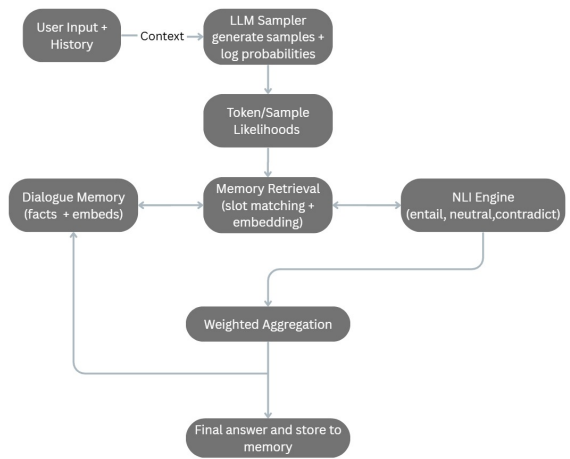 User Input +
History
Context
LLM Sampler
generate samples +
log probabilities
Token/Sample
Likelihoods
Dialogue Memory
(facts + embeds)
Memory Retrieval
(slot matching +
embedding)
NLI Engine
(entail, neutral,contradict)
Weighted Aggregation
Final answer and store to
memory